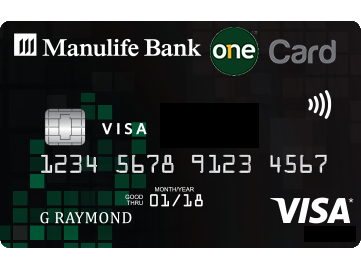 Manulife Bank one Card
VISA
1234 5678 9123 4567
MONTH/YEAR
GOOD THRU 01/18
G RAYMOND
VISA*